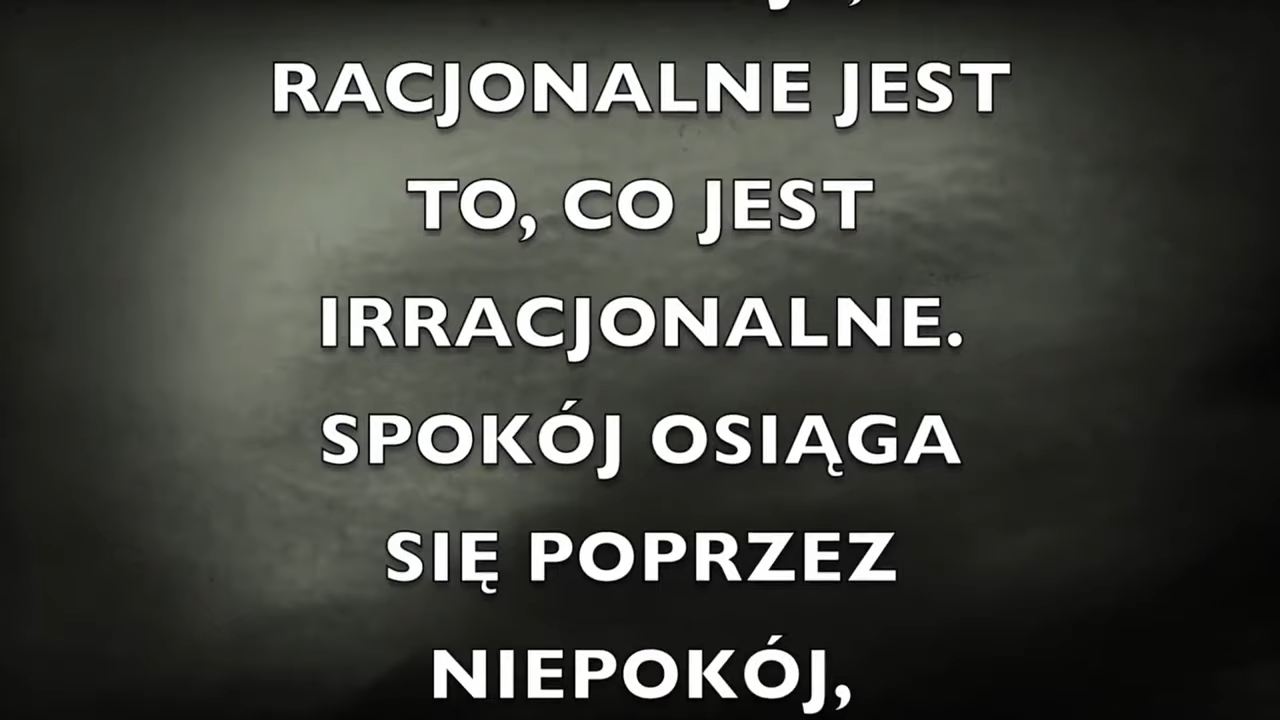 RACJONALNE JEST
TO, CO JEST
IRRACJONALNE.
SPOKÓJ OSIĄGA
SIĘ POPRZEZ
NIEPOKÓJ,